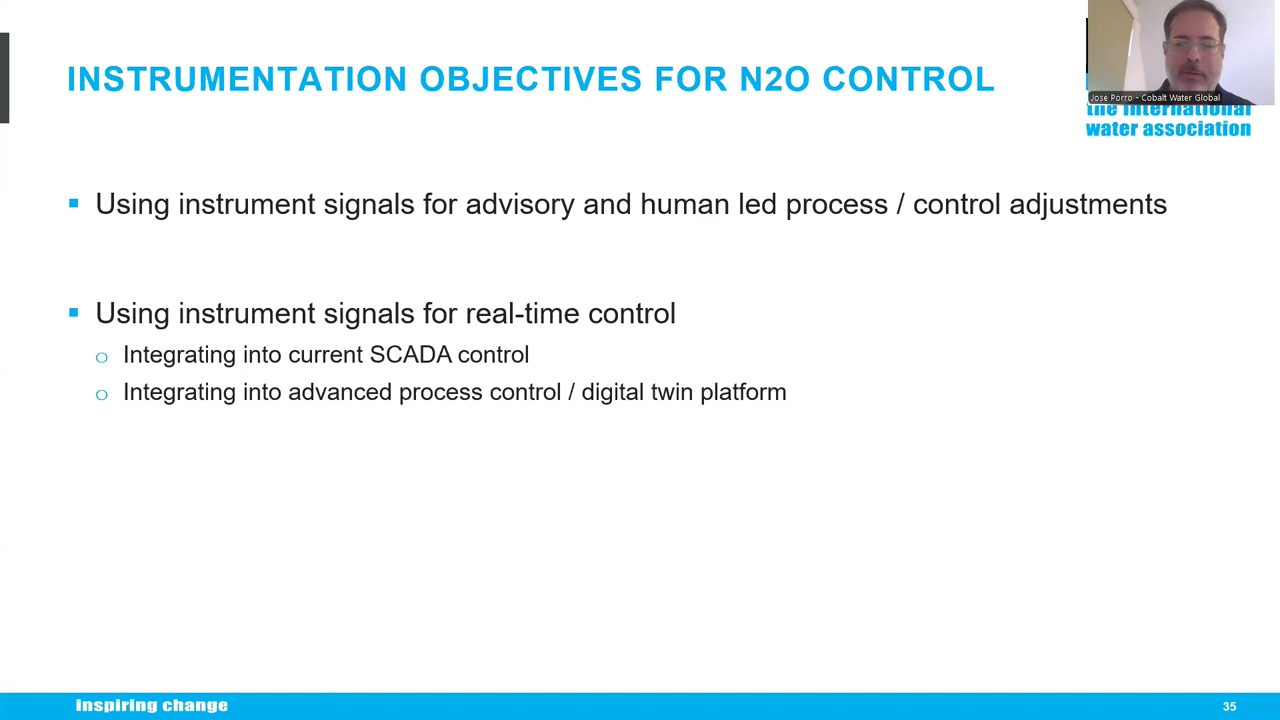 INSTRUMENTATION OBJECTIVES FOR N2O CONTROL
Jose Porro - Cobalt Water Global
the international
water association
▪ Using instrument signals for advisory and human led process / control adjustments
▪ Using instrument signals for real-time control
o Integrating into current SCADA control
o Integrating into advanced process control / digital twin platform
inspiring change
35